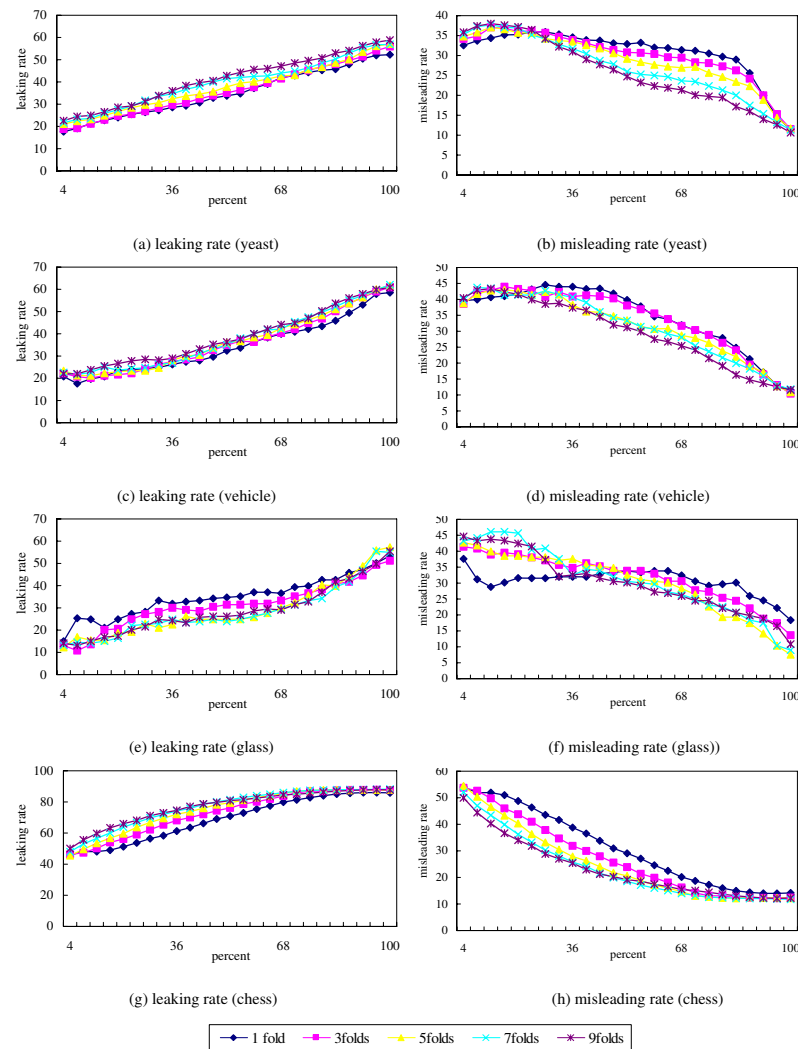 leaking rate
70
60
50
40
30
20
10
0
4 36 68 100
percent
(a) leaking rate (yeast)
misleading rate
40
35
30
25
20
15
10
5
0
4 36 68 100
percent
(b) misleading rate (yeast)
leaking rate
70
60
50
40
30
20
10
0
4 36 68 100
percent
(c) leaking rate (vehicle)
misleading rate
50
45
40
35
30
25
20
15
10
5
0
4 36 68 100
percent
(d) misleading rate (vehicle)
leaking rate
70
60
50
40
30
20
10
0
4 36 68 100
percent
(e) leaking rate (glass)
misleading rate
50
45
40
35
30
25
20
15
10
5
0
4 36 68 100
percent
(f) misleading rate (glass))
leaking rate
100
80
60
40
20
0
4 36 68 100
percent
(g) leaking rate (chess)
misleading rate
60
50
40
30
20
10
0
4 36 68 100
percent
(h) misleading rate (chess)
1 fold 3folds 5folds 7folds 9folds